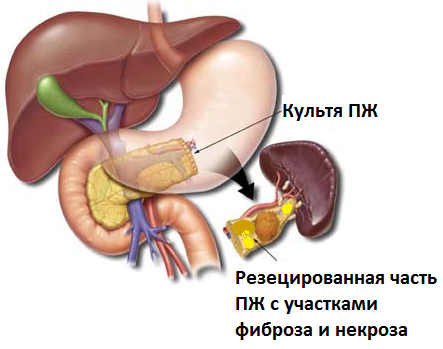 Культя ПЖ
Резецированная часть
ПЖ с участками
фиброза и некроза